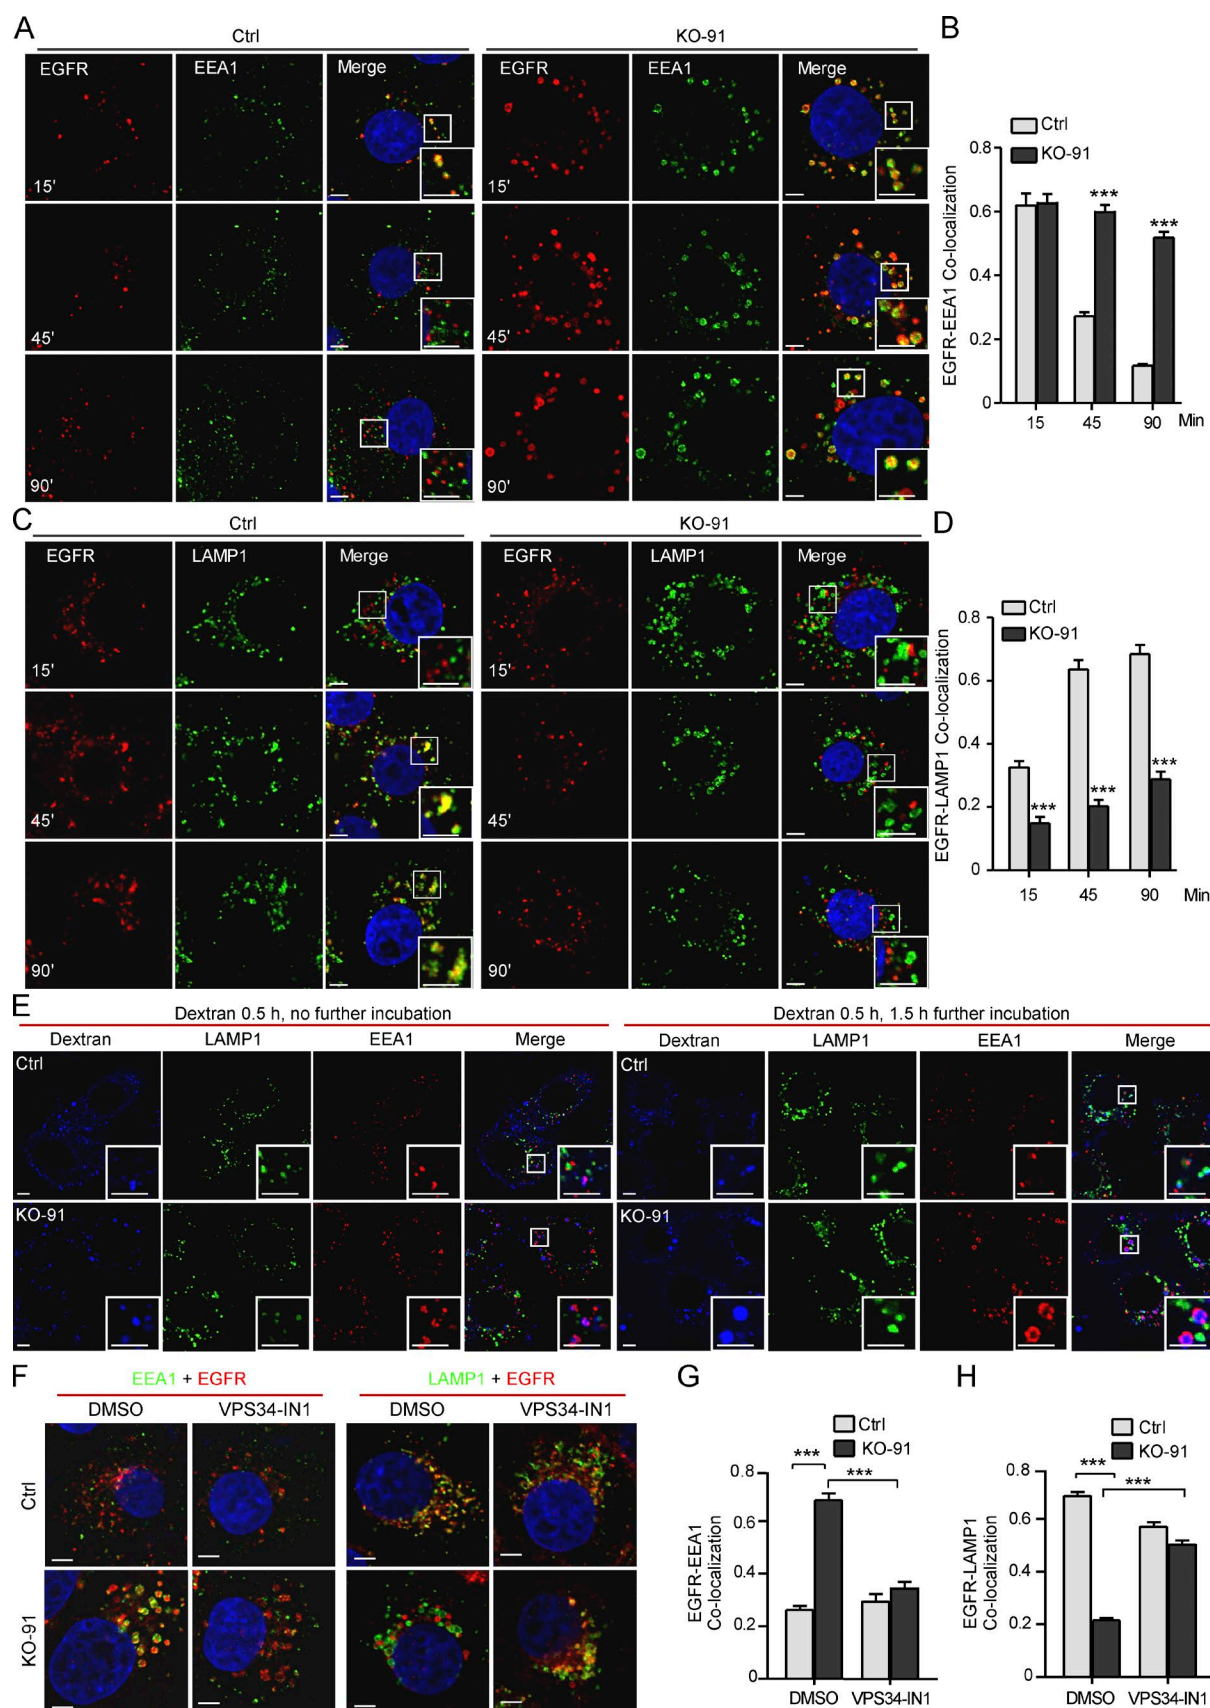 A
Ctrl
KO-91
EGFR
EEA1
Merge
EGFR
EEA1
Merge
15'
15'
45'
45'
90'
90'
B
Ctrl
KO-91
EGFR-EEA1 Co-localization
0.8
0.6
0.4
0.2
0
***
***
15
45
90
Min
C
Ctrl
KO-91
EGFR
LAMP1
Merge
EGFR
LAMP1
Merge
15'
15'
45'
45'
90'
90'
D
Ctrl
KO-91
EGFR-LAMP1 Co-localization
0.8
0.6
0.4
0.2
0
***
***
***
15
45
90
Min
E
Dextran 0.5 h, no further incubation
Dextran 0.5 h, 1.5 h further incubation
Dextran
LAMP1
EEA1
Merge
Dextran
LAMP1
EEA1
Merge
Ctrl
Ctrl
KO-91
KO-91
F
EEA1 + EGFR
LAMP1 + EGFR
DMSO
VPS34-IN1
DMSO
VPS34-IN1
Ctrl
KO-91
G
Ctrl
KO-91
EGFR-EEA1
Co-localization
0.8
0.6
0.4
0.2
0
***
***
DMSO
VPS34-IN1
H
Ctrl
KO-91
EGFR-LAMP1
Co-localization
0.8
0.6
0.4
0.2
0
***
***
DMSO
VPS34-IN1